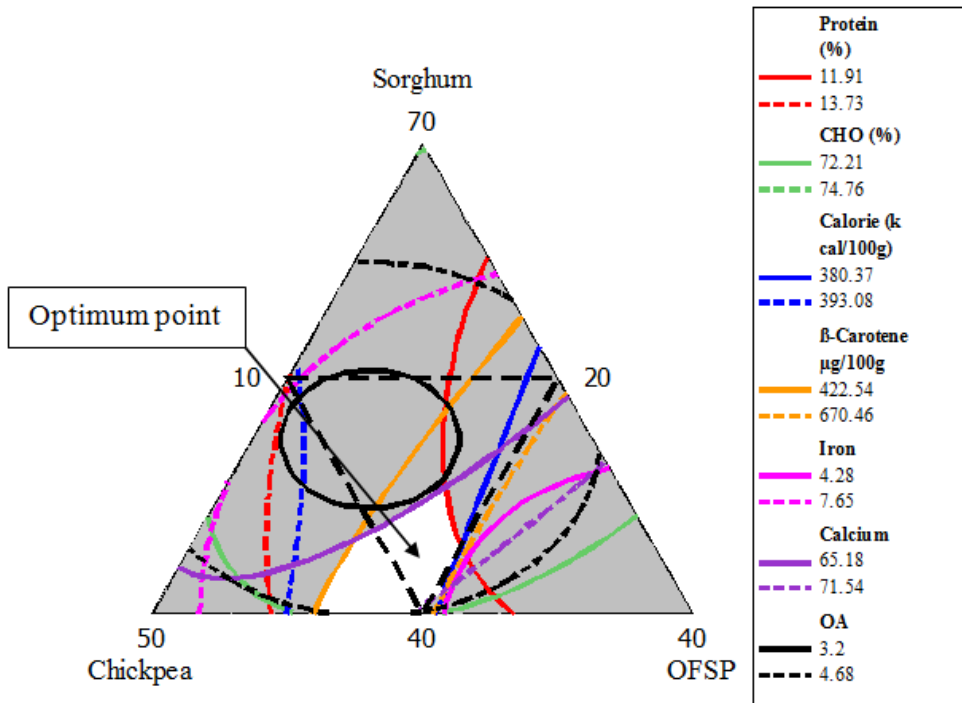 Sorghum
70
Optimum point
10
20
50
40
40
Chickpea
OFSP
Protein
(%)
11.91
13.73
CHO (%)
72.21
74.76
Calorie (k
cal/100g)
380.37
393.08
ß-Carotene
µg/100g
422.54
670.46
Iron
4.28
7.65
Calcium
65.18
71.54
OA
3.2
4.68